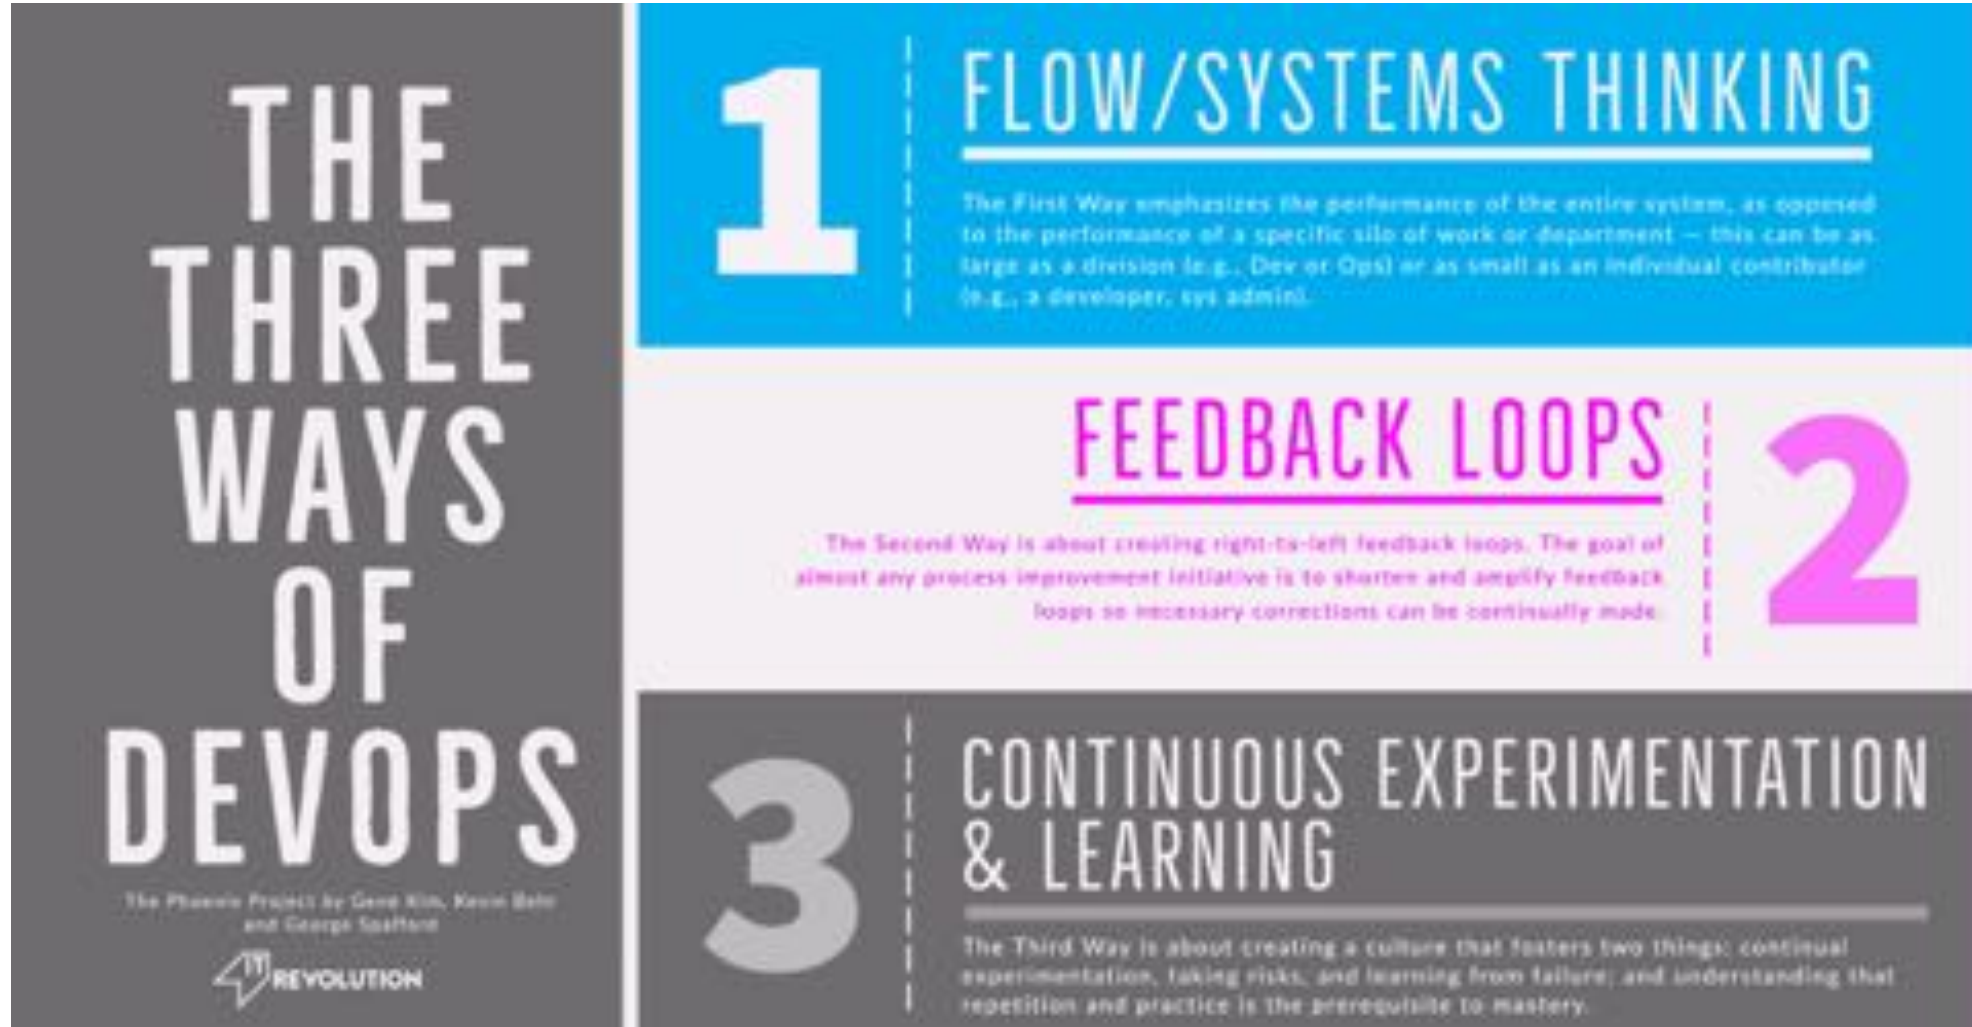 THE
THREE
WAYS
OF
DEVOPS
The Phoenix Project by Gene Kim, Kevin Behr
and George Spafford
IT
REVOLUTION
1
FLOW/SYSTEMS THINKING
The First Way emphasizes the performance of the entire system, as opposed
to the performance of a specific silo of work or department — this can be as
large as a division (e.g., Dev or Ops) or as small as an individual contributor
(e.g., a developer, sys admin).
FEEDBACK LOOPS
2
The Second Way is about creating right-to-left feedback loops. The goal of
almost any process improvement initiative is to shorten and amplify feedback
loops so necessary corrections can be continually made.
3
CONTINUOUS EXPERIMENTATION
& LEARNING
The Third Way is about creating a culture that fosters two things: continual
experimentation, taking risks, and learning from failure; and understanding that
repetition and practice is the prerequisite to mastery.